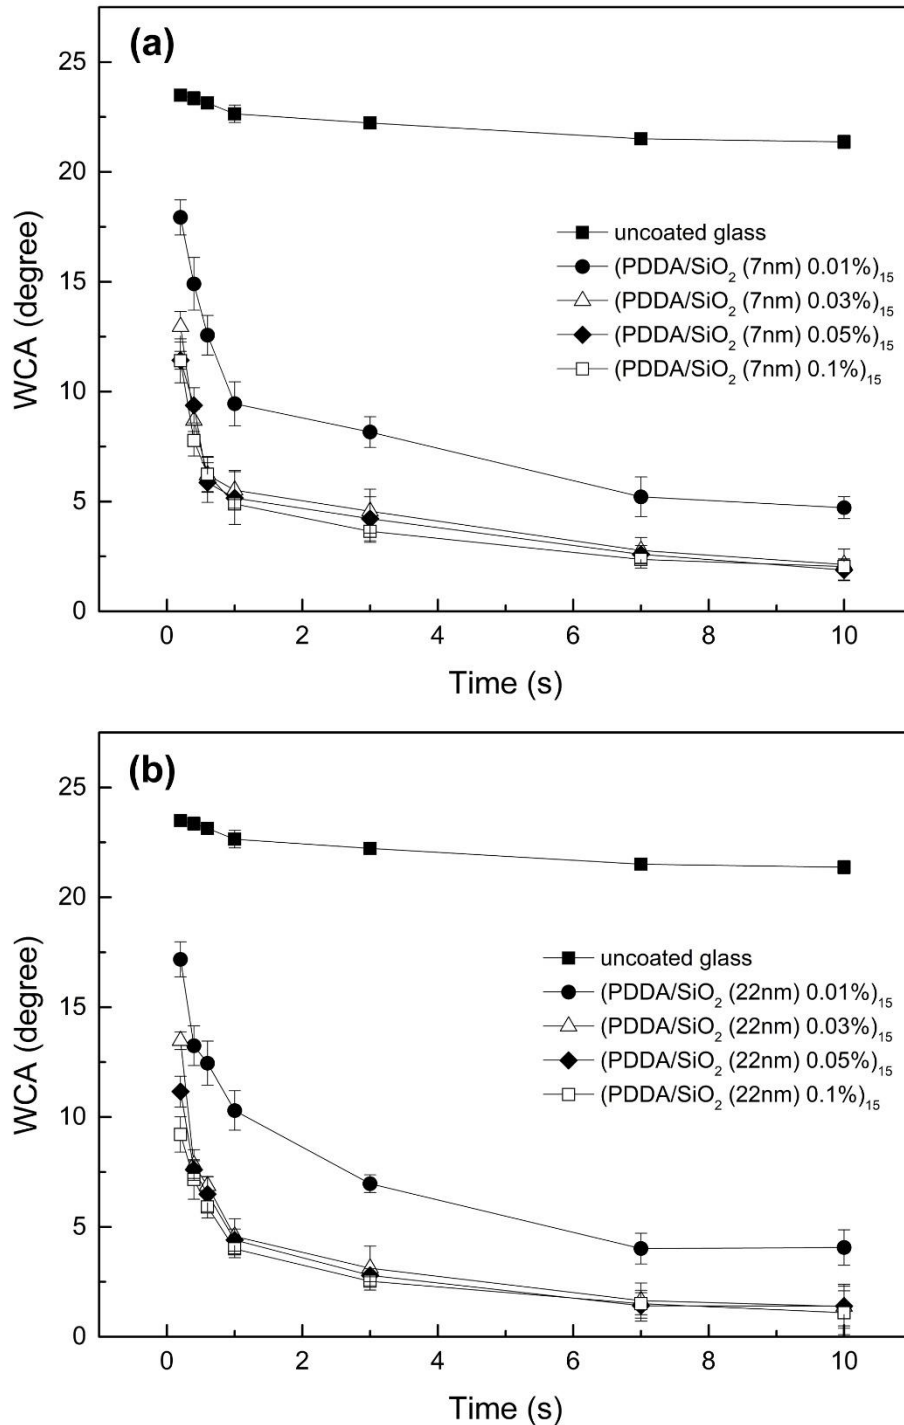 (a)
25
20
15
10
5
0
WCA (degree)
uncoated glass
(PDDA/SiO₂ (7nm) 0.01%)₁₅
(PDDA/SiO₂ (7nm) 0.03%)₁₅
(PDDA/SiO₂ (7nm) 0.05%)₁₅
(PDDA/SiO₂ (7nm) 0.1%)₁₅
0 2 4 6 8 10
Time (s)
(b)
25
20
15
10
5
0
WCA (degree)
uncoated glass
(PDDA/SiO₂ (22nm) 0.01%)₁₅
(PDDA/SiO₂ (22nm) 0.03%)₁₅
(PDDA/SiO₂ (22nm) 0.05%)₁₅
(PDDA/SiO₂ (22nm) 0.1%)₁₅
0 2 4 6 8 10
Time (s)